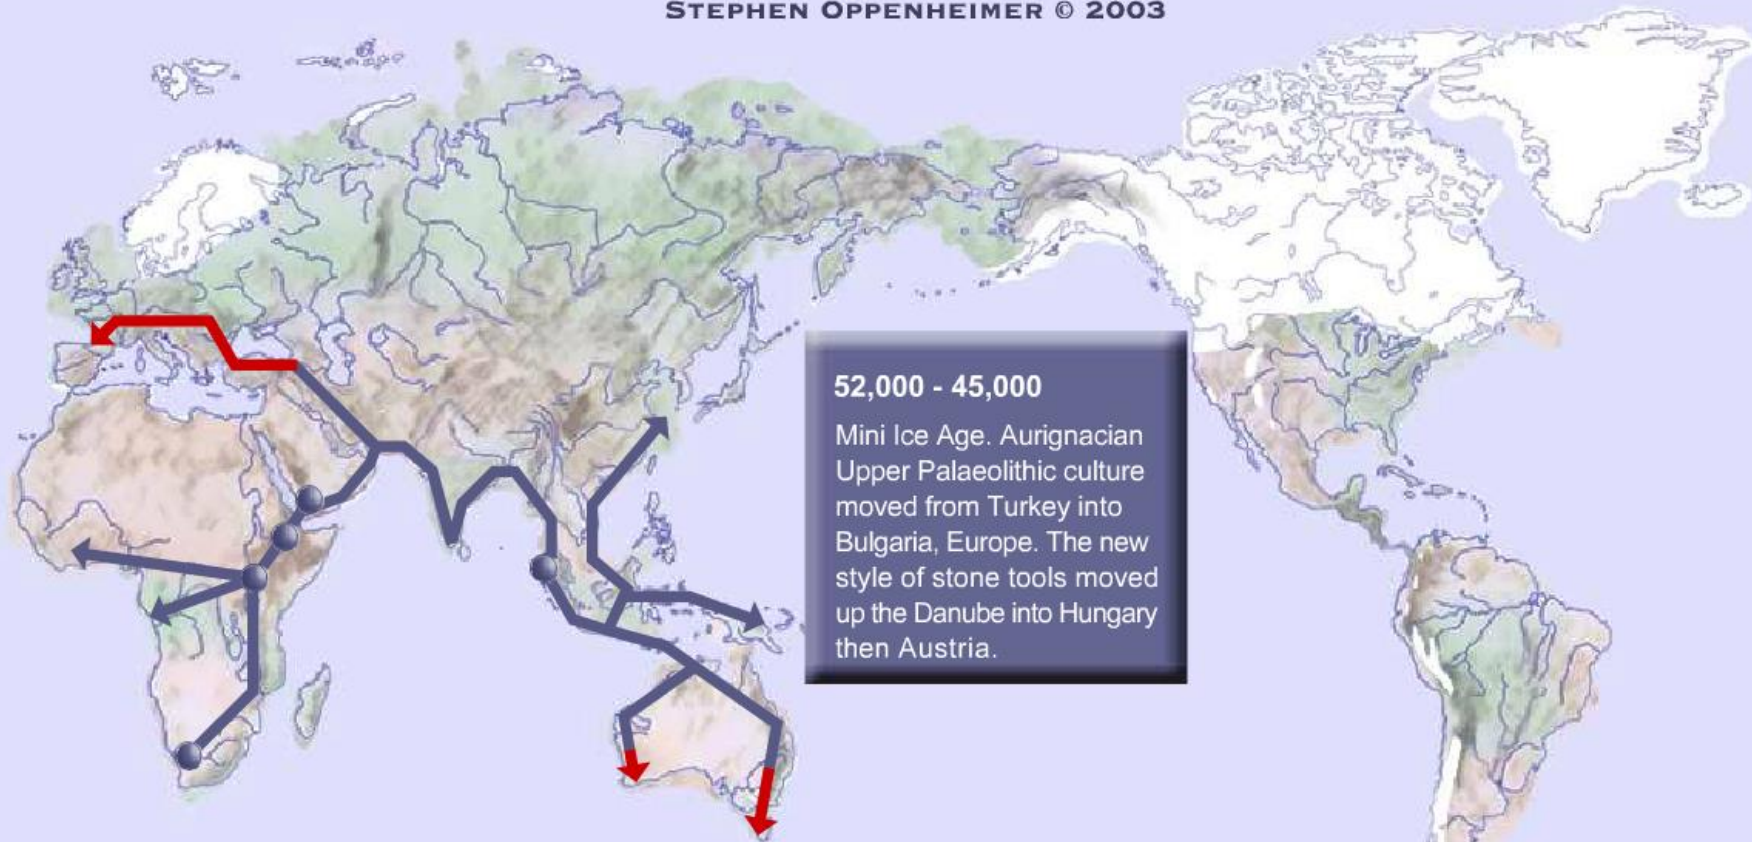 STEPHEN OPPENHEIMER © 2003
52,000 - 45,000
Mini Ice Age. Aurignacian
Upper Palaeolithic culture
moved from Turkey into
Bulgaria, Europe. The new
style of stone tools moved
up the Danube into Hungary
then Austria.